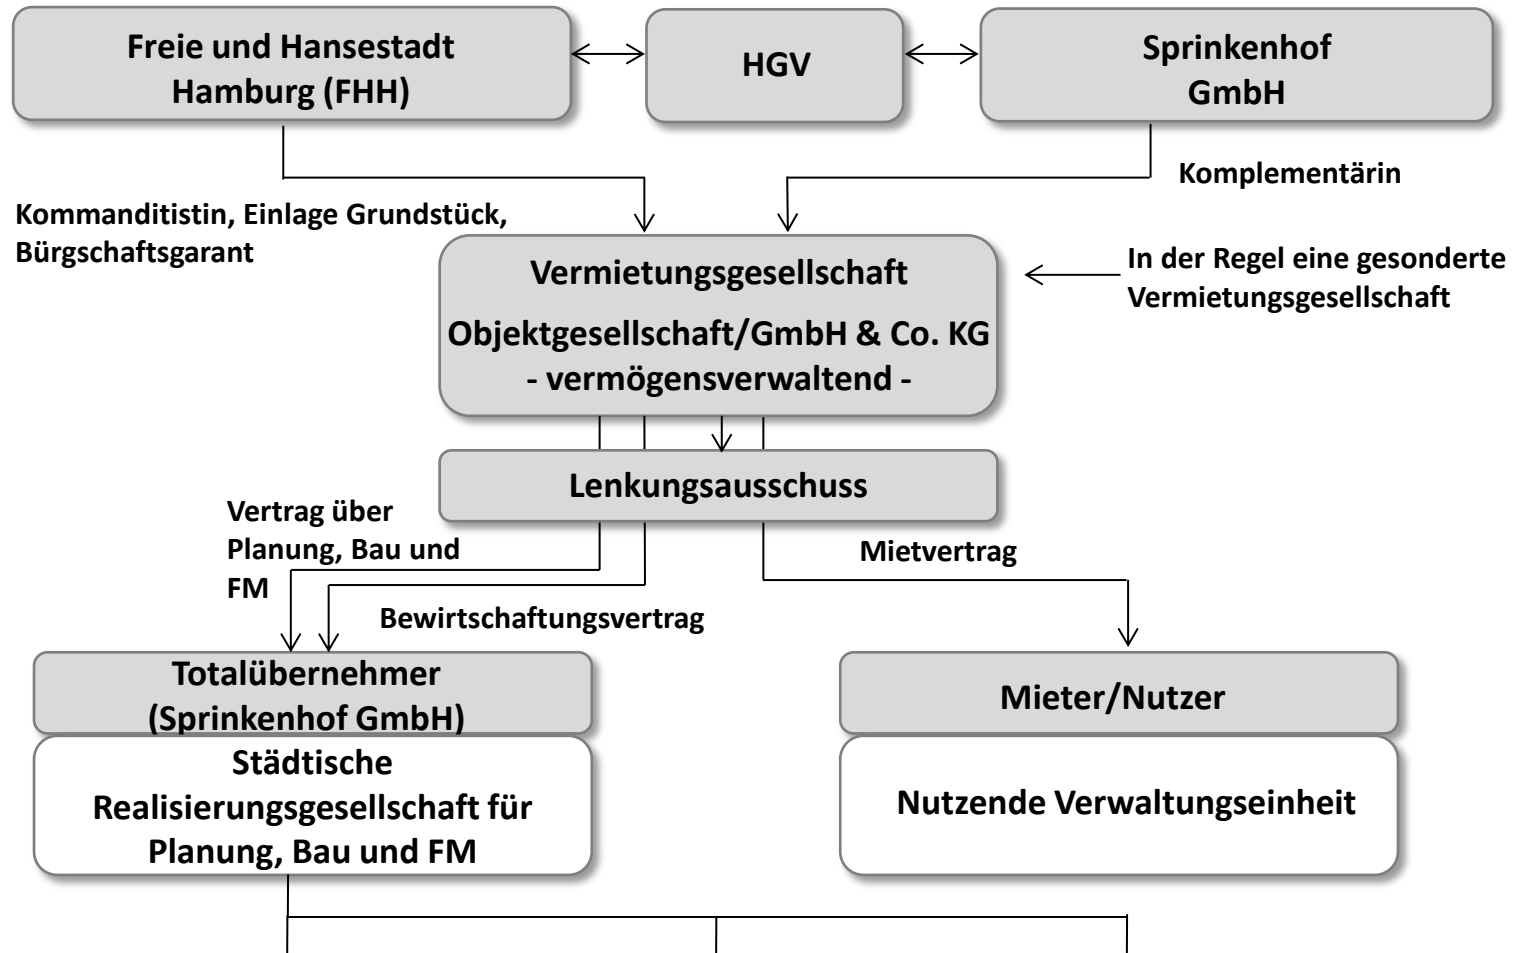 Freie und Hansestadt
Hamburg (FHH)
HGV
Sprinkenhof
GmbH
Komplementärin
Kommanditistin, Einlage Grundstück,
Bürgschaftsgarant
Vermietungsgesellschaft
Objektgesellschaft/GmbH & Co. KG
- vermögensverwaltend -
In der Regel eine gesonderte
Vermietungsgesellschaft
Lenkungsausschuss
Vertrag über
Planung, Bau und
FM
Mietvertrag
Bewirtschaftungsvertrag
Totalübernehmer
(Sprinkenhof GmbH)
Städtische
Realisierungsgesellschaft für
Planung, Bau und FM
Mieter/Nutzer
Nutzende Verwaltungseinheit